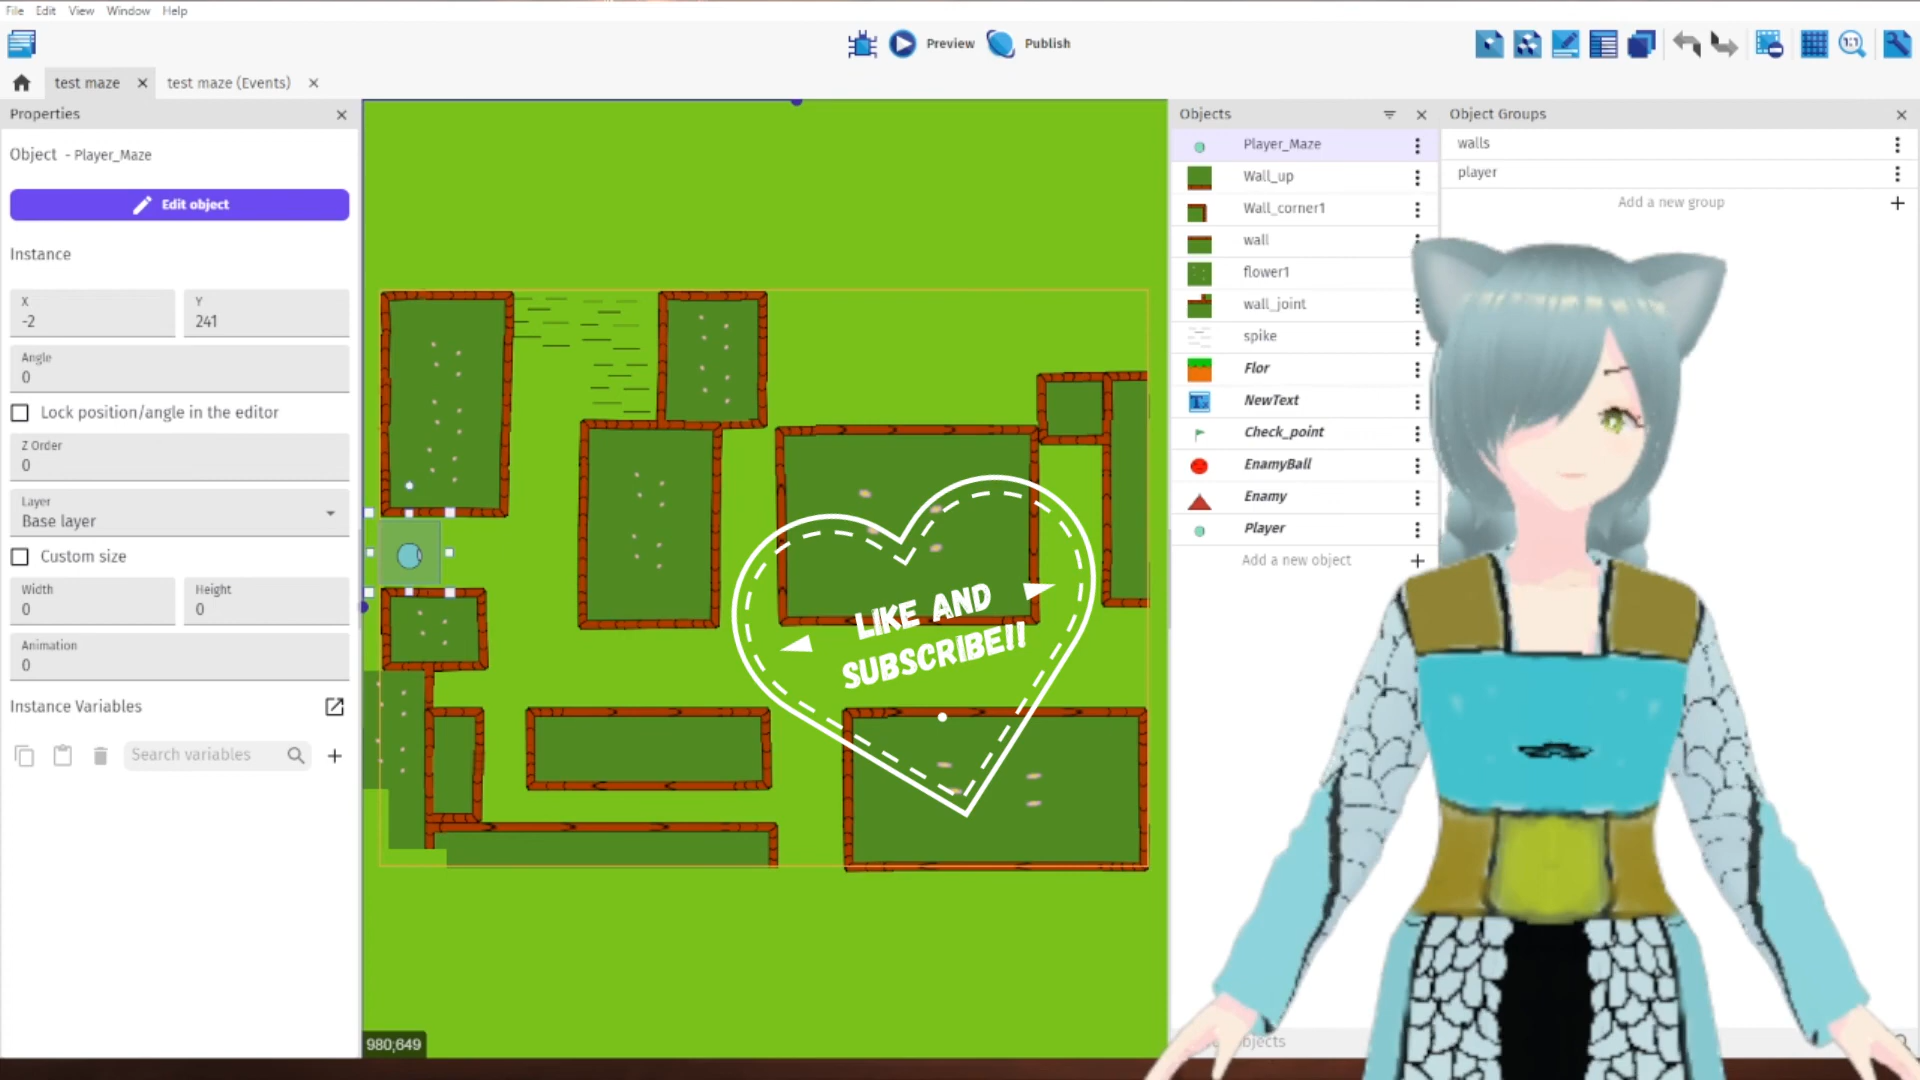 File Edit View Window Help
Preview Publish
test maze test maze (Events)
Properties
Object - Player_Maze
Edit object
Instance
X
-2
Y
241
Angle
0
Lock position/angle in the editor
Z Order
0
Layer
Base layer
Custom size
Width
0
Height
0
Animation
0
Instance Variables
Search variables
LIKE AND
SUBSCRIBE!!
980;649
Objects
Player_Maze
Wall_up
Wall_corner1
wall
flower1
wall_joint
spike
Flor
NewText
Check_point
EnamyBall
Enamy
Player
Add a new object
Object Groups
walls
player
Add a new group